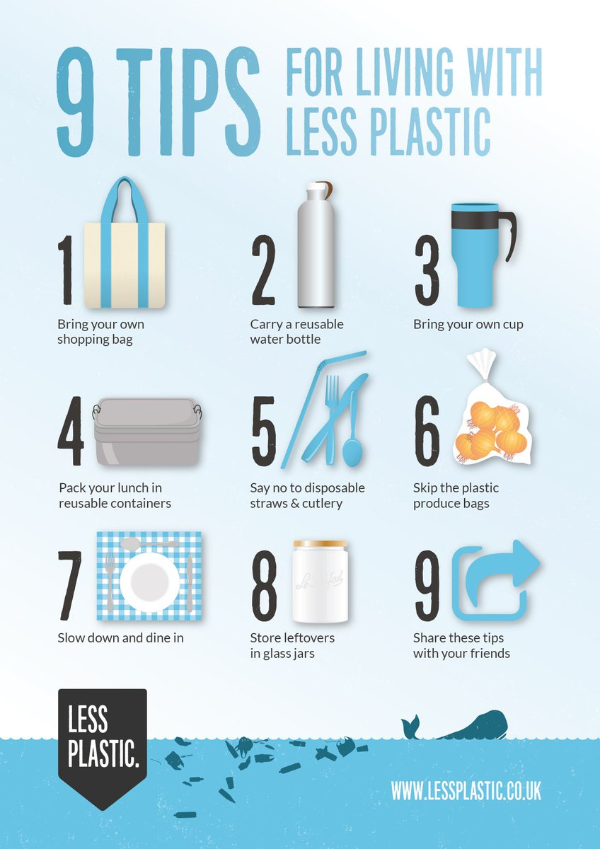 9 TIPS FOR LIVING WITH
LESS PLASTIC
1
Bring your own
shopping bag
2
Carry a reusable
water bottle
3
Bring your own cup
4
Pack your lunch in
reusable containers
5
Say no to disposable
straws & cutlery
6
Skip the plastic
produce bags
7
Slow down and dine in
8
Store leftovers
in glass jars
9
Share these tips
with your friends
LESS
PLASTIC.
WWW.LESSPLASTIC.CO.UK